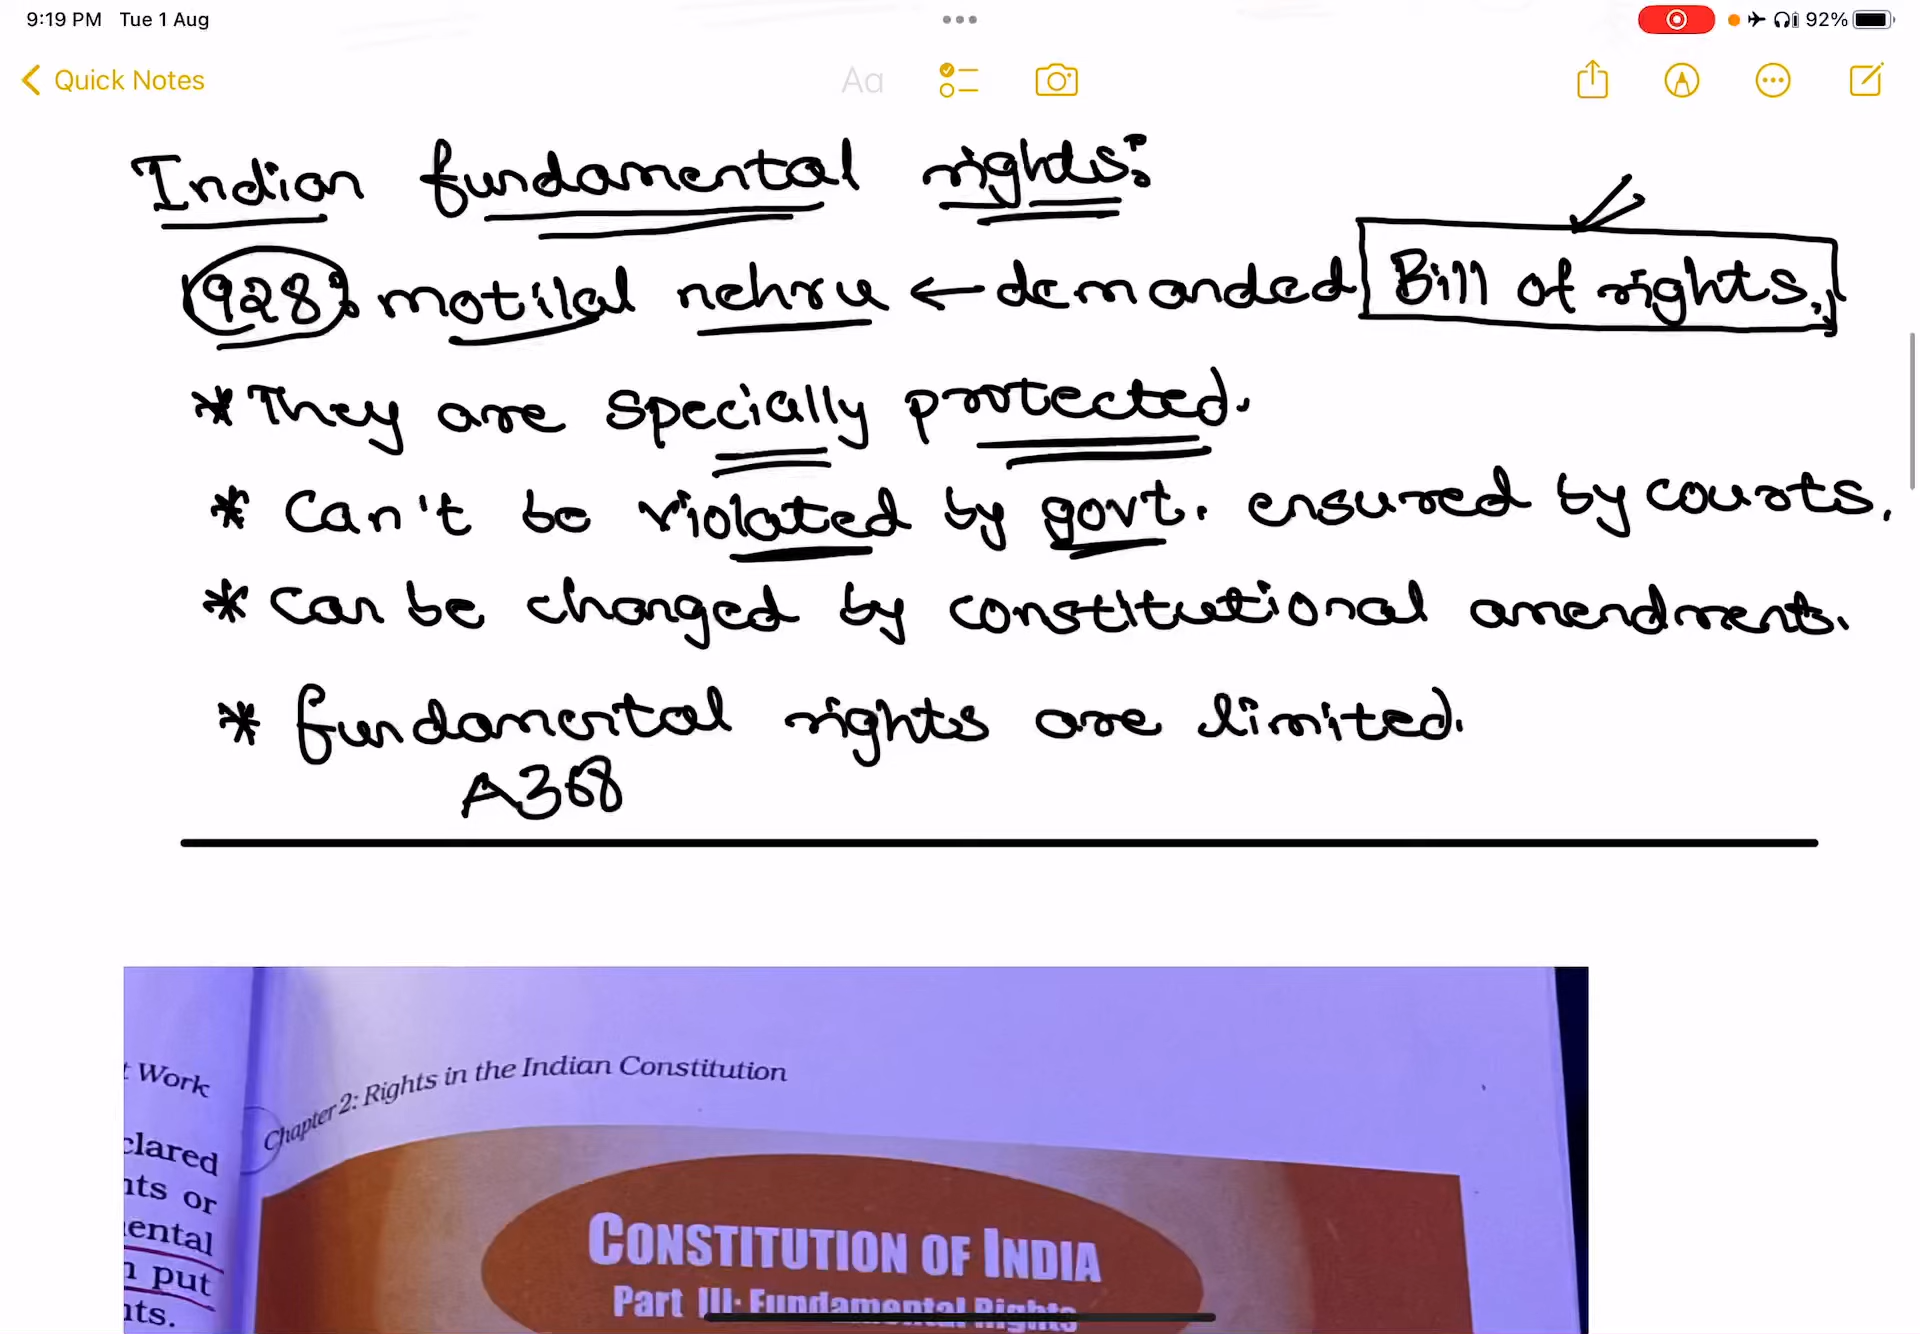 9:19 PM Tue 1 Aug
92%
Quick Notes
Aa
Indian fundamental rights:
1928: motilal nehru ← demanded Bill of rights.
* They are specially protected.
* Can't be violated by govt. ensured by courts.
* can be changed by constitutional amendments.
* fundamental rights are limited.
A368
Work
clared
nts or
ental
n put
nts.
Chapter 2: Rights in the Indian Constitution
CONSTITUTION OF INDIA
Part III: Fundamental Rights